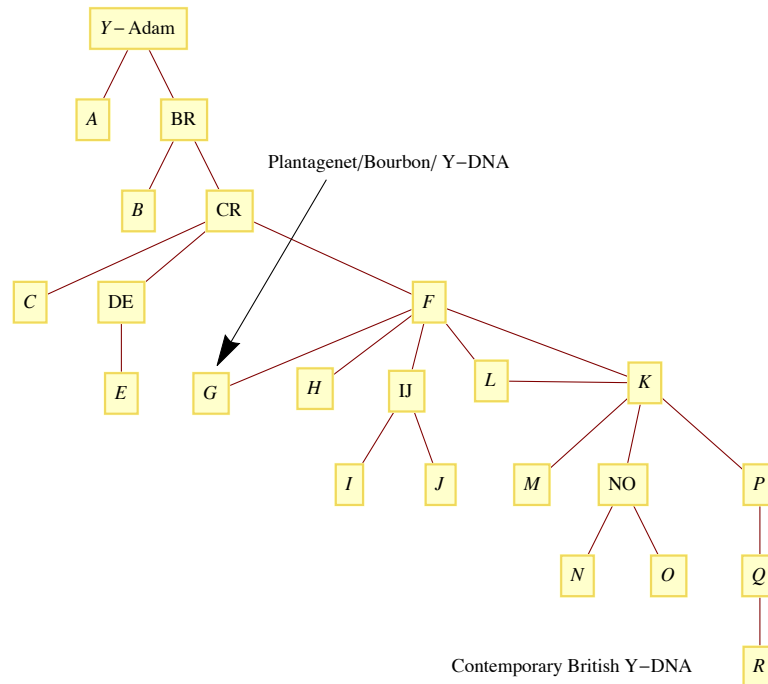 Y – Adam
A
BR
Plantagenet/Bourbon/ Y–DNA
B
CR
C
DE
F
E
G
H
IJ
L
K
I
J
M
NO
P
N
O
Q
Contemporary British Y–DNA
R